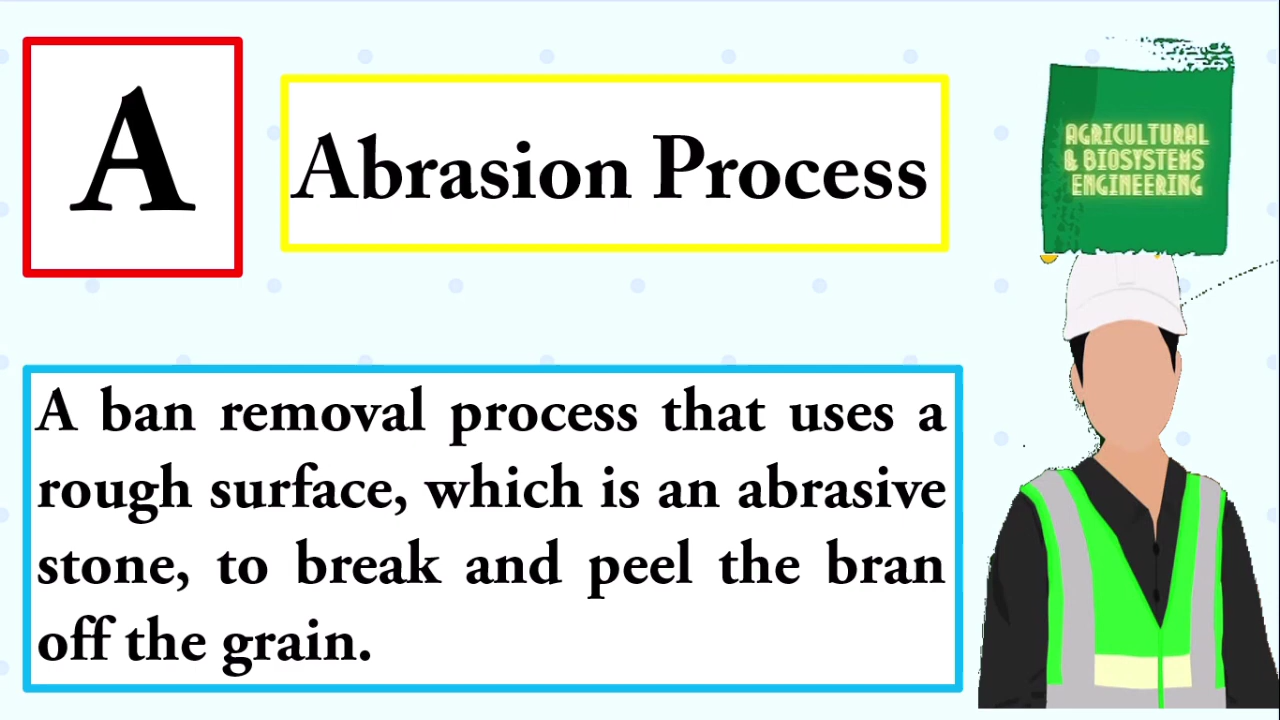 A
Abrasion Process
AGRICULTURAL
& BIOSYSTEMS
ENGINEERING
A ban removal process that uses a
rough surface, which is an abrasive
stone, to break and peel the bran
off the grain.